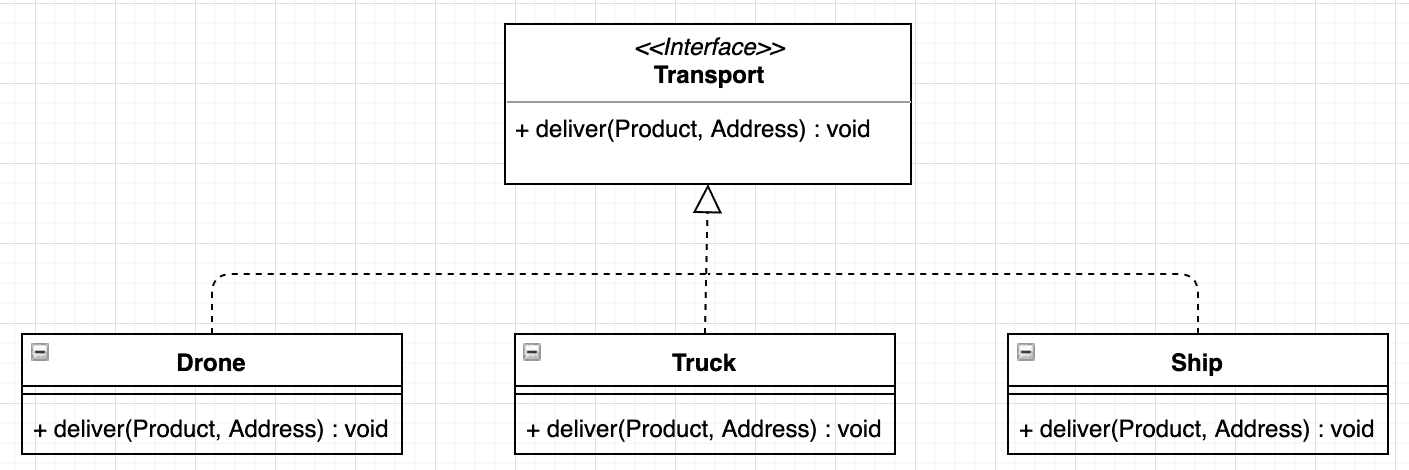 <<Interface>>
Transport
+ deliver(Product, Address) : void
Drone
Truck
Ship
+ deliver(Product, Address) : void
+ deliver(Product, Address) : void
+ deliver(Product, Address) : void